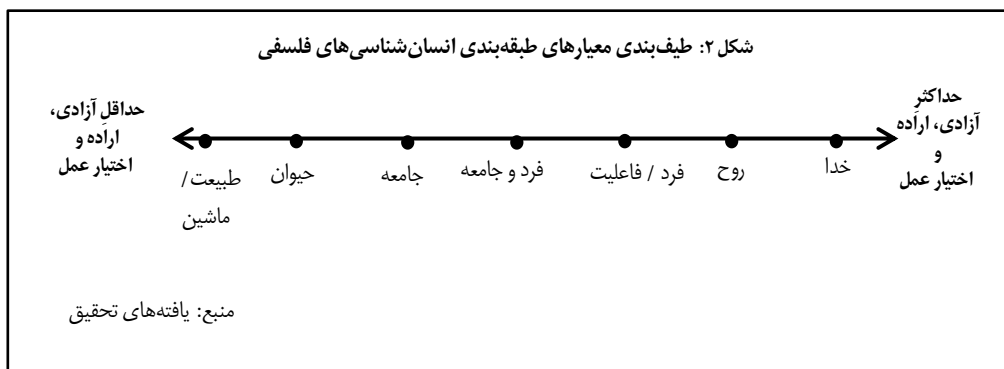 شکل ۲: طیف‌بندی معیارهای طبقه‌بندی انسان‌شناسی‌های فلسفی
حداکثرِ
آزادی، اراده
و
اختیار عمل
خدا
روح
فرد / فاعلیت
فرد و جامعه
جامعه
حیوان
طبیعت/
ماشین
حداقلِ آزادی،
اراده و
اختیار عمل
منبع: یافته‌های تحقیق